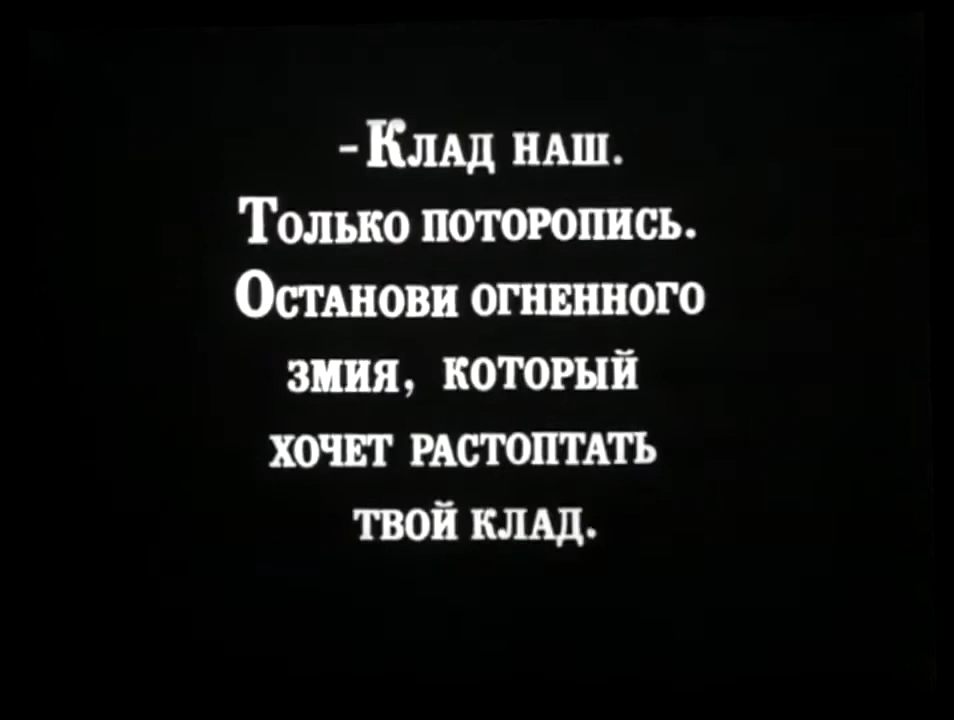 -Клад наш.
Только поторопись.
Останови огненного
змия, который
хочет растоптать
твой клад.